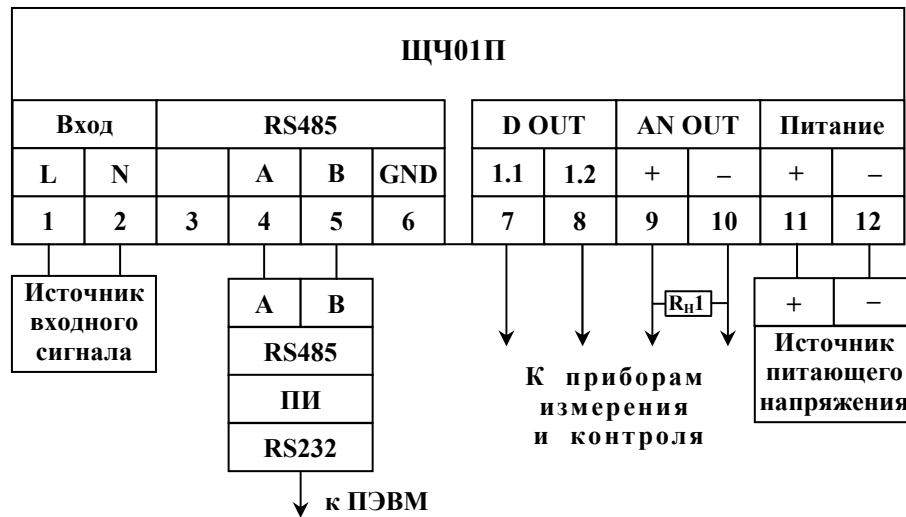 ЩЧ01П
Вход RS485 D OUT AN OUT Питание
L N A B GND 1.1 1.2 + – + –
1 2 3 4 5 6 7 8 9 10 11 12
Источник
входного
сигнала
A B
RS485
ПИ
RS232
к ПЭВМ
RН1
К приборам
измерения
и контроля
+ –
Источник
питающего
напряжения